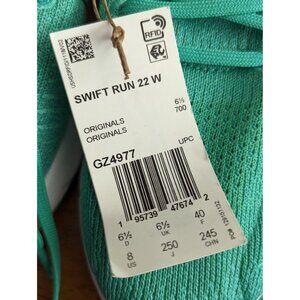 RFID
SWIFT RUN 22 W
ORIGINALS 6½
ORIGINALS 700
GZ4977
UPC
1 95739 47674 2
6½ 6½ 40
D UK F
8 250 245
US J CHN